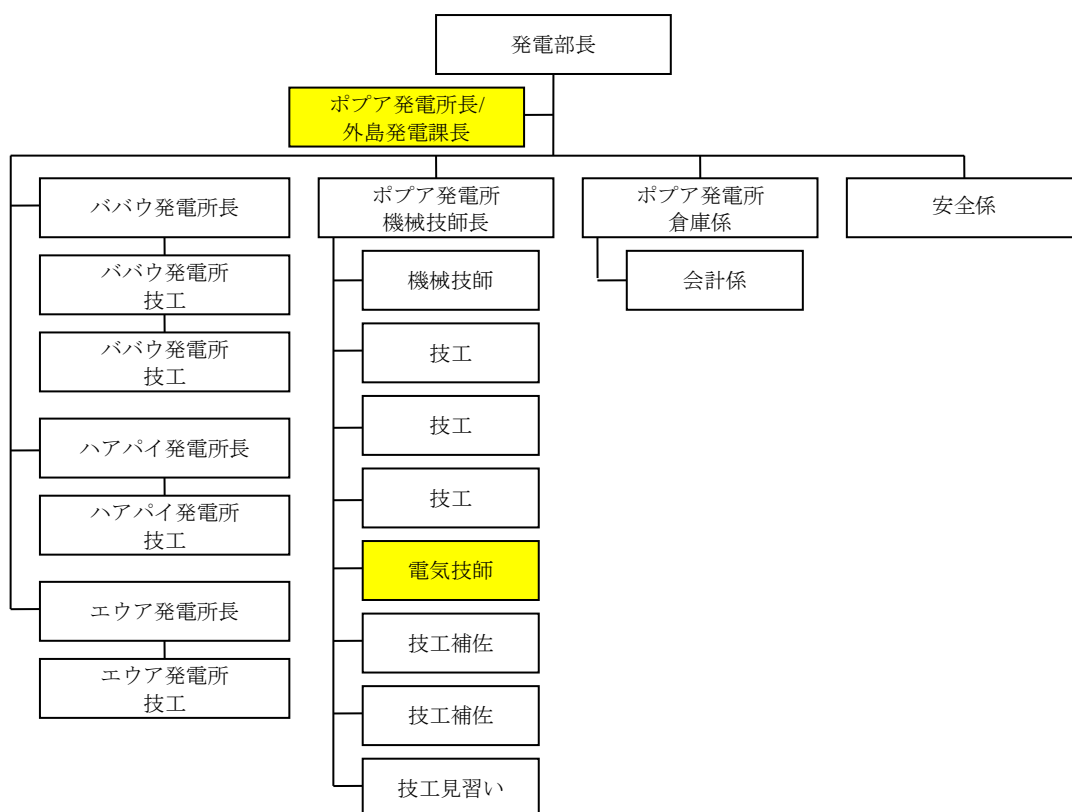 発電部長
ポプア発電所長/
外島発電課長
ババウ発電所長
ババウ発電所
技工
ババウ発電所
技工
ハアパイ発電所長
ハアパイ発電所
技工
エウア発電所長
エウア発電所
技工
ポプア発電所
機械技師長
機械技師
技工
技工
技工
電気技師
技工補佐
技工補佐
技工見習い
ポプア発電所
倉庫係
会計係
安全係